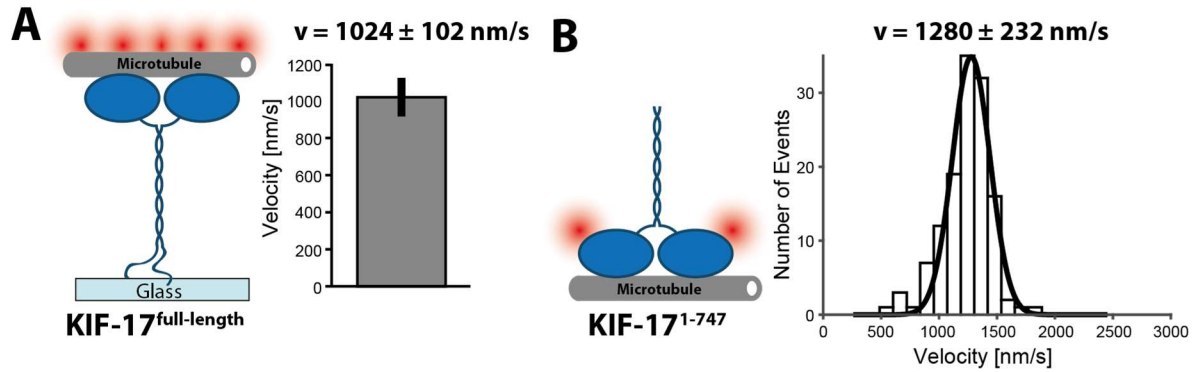 A
v = 1024 ± 102 nm/s
Microtubule
Glass
KIF-17full-length
Velocity [nm/s]
1200
1000
800
600
400
200
0
B
v = 1280 ± 232 nm/s
Microtubule
KIF-171-747
Number of Events
30
20
10
0
0 500 1000 1500 2000 2500 3000
Velocity [nm/s]